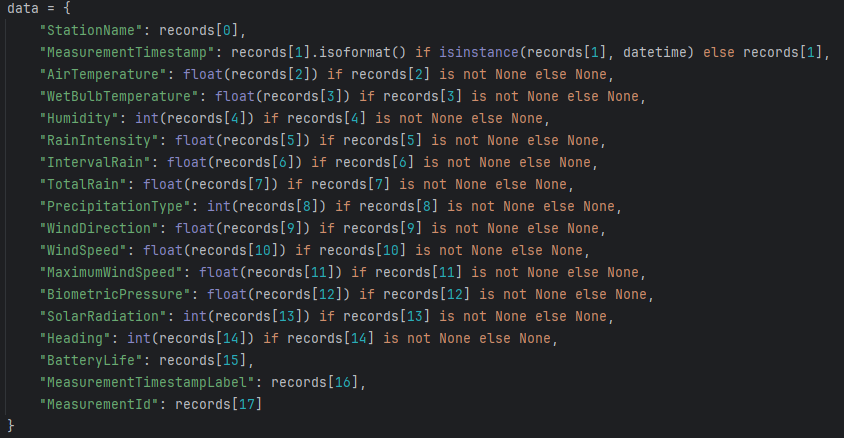 data = {
    "StationName": records[0],
    "MeasurementTimestamp": records[1].isoformat() if isinstance(records[1], datetime) else records[1],
    "AirTemperature": float(records[2]) if records[2] is not None else None,
    "WetBulbTemperature": float(records[3]) if records[3] is not None else None,
    "Humidity": int(records[4]) if records[4] is not None else None,
    "RainIntensity": float(records[5]) if records[5] is not None else None,
    "IntervalRain": float(records[6]) if records[6] is not None else None,
    "TotalRain": float(records[7]) if records[7] is not None else None,
    "PrecipitationType": int(records[8]) if records[8] is not None else None,
    "WindDirection": float(records[9]) if records[9] is not None else None,
    "WindSpeed": float(records[10]) if records[10] is not None else None,
    "MaximumWindSpeed": float(records[11]) if records[11] is not None else None,
    "BiometricPressure": float(records[12]) if records[12] is not None else None,
    "SolarRadiation": int(records[13]) if records[13] is not None else None,
    "Heading": int(records[14]) if records[14] is not None else None,
    "BatteryLife": records[15],
    "MeasurementTimestampLabel": records[16],
    "MeasurementId": records[17]
}